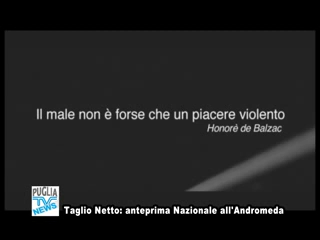 Il male non è forse che un piacere violento
Honoré de Balzac
PUGLIA
TV
NEWS
Taglio Netto: anteprima Nazionale all'Andromeda